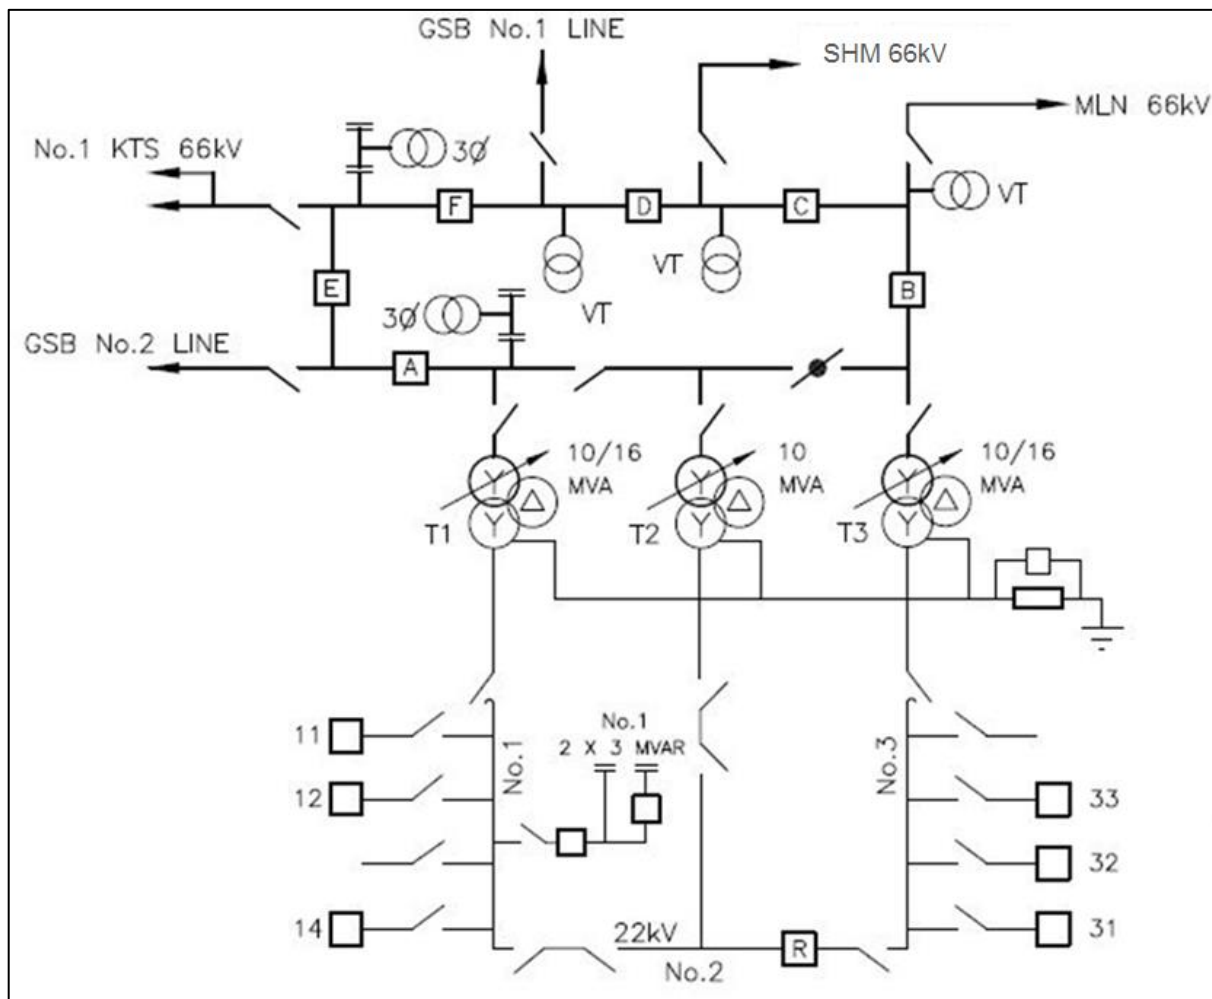 GSB No.1 LINE
SHM 66kV
MLN 66kV
No.1 KTS 66kV
3Ø
F
D
C
VT
VT
VT
E
B
3Ø
GSB No.2 LINE
A
10/16
MVA
10
MVA
10/16
MVA
Y
Y
Δ
Y
Y
Δ
Y
Y
Δ
T1
T2
T3
No.1
2 X 3 MVAR
11
No.1
No.3
12
33
32
14
31
22kV
No.2
R